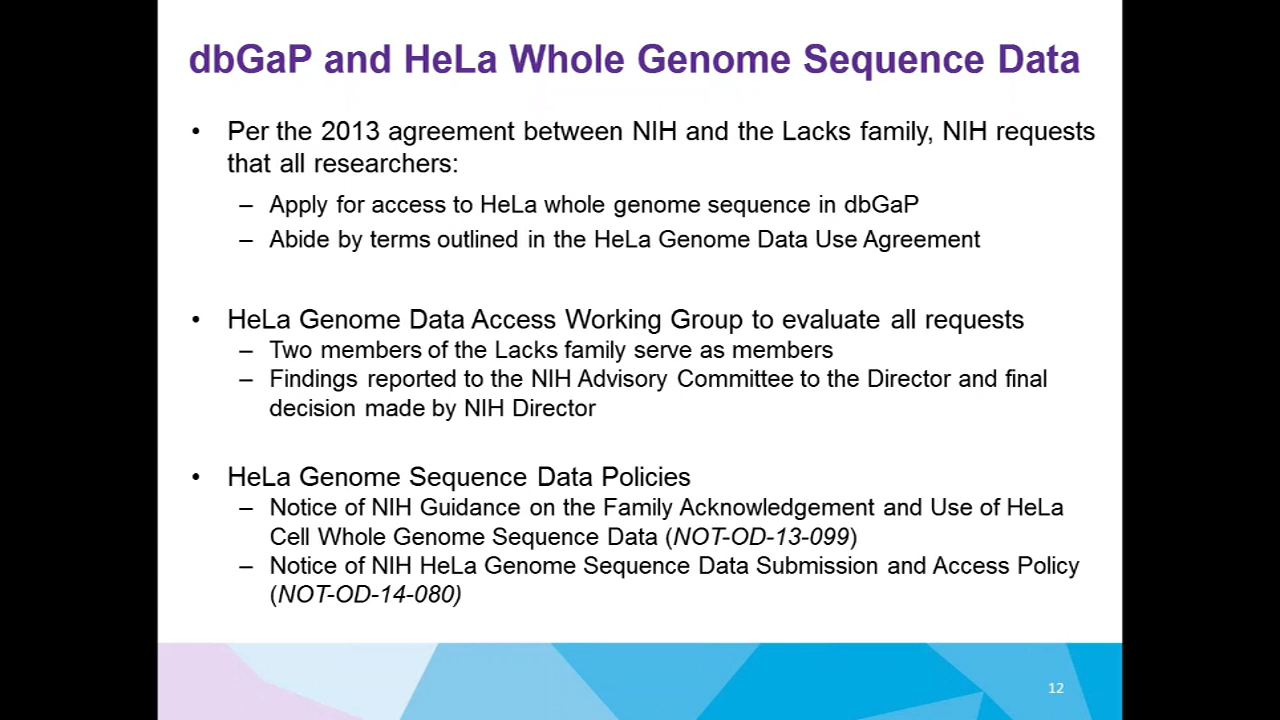 dbGaP and HeLa Whole Genome Sequence Data
• Per the 2013 agreement between NIH and the Lacks family, NIH requests
that all researchers:
– Apply for access to HeLa whole genome sequence in dbGaP
– Abide by terms outlined in the HeLa Genome Data Use Agreement
• HeLa Genome Data Access Working Group to evaluate all requests
– Two members of the Lacks family serve as members
– Findings reported to the NIH Advisory Committee to the Director and final
decision made by NIH Director
• HeLa Genome Sequence Data Policies
– Notice of NIH Guidance on the Family Acknowledgement and Use of HeLa
Cell Whole Genome Sequence Data (NOT-OD-13-099)
– Notice of NIH HeLa Genome Sequence Data Submission and Access Policy
(NOT-OD-14-080)
12